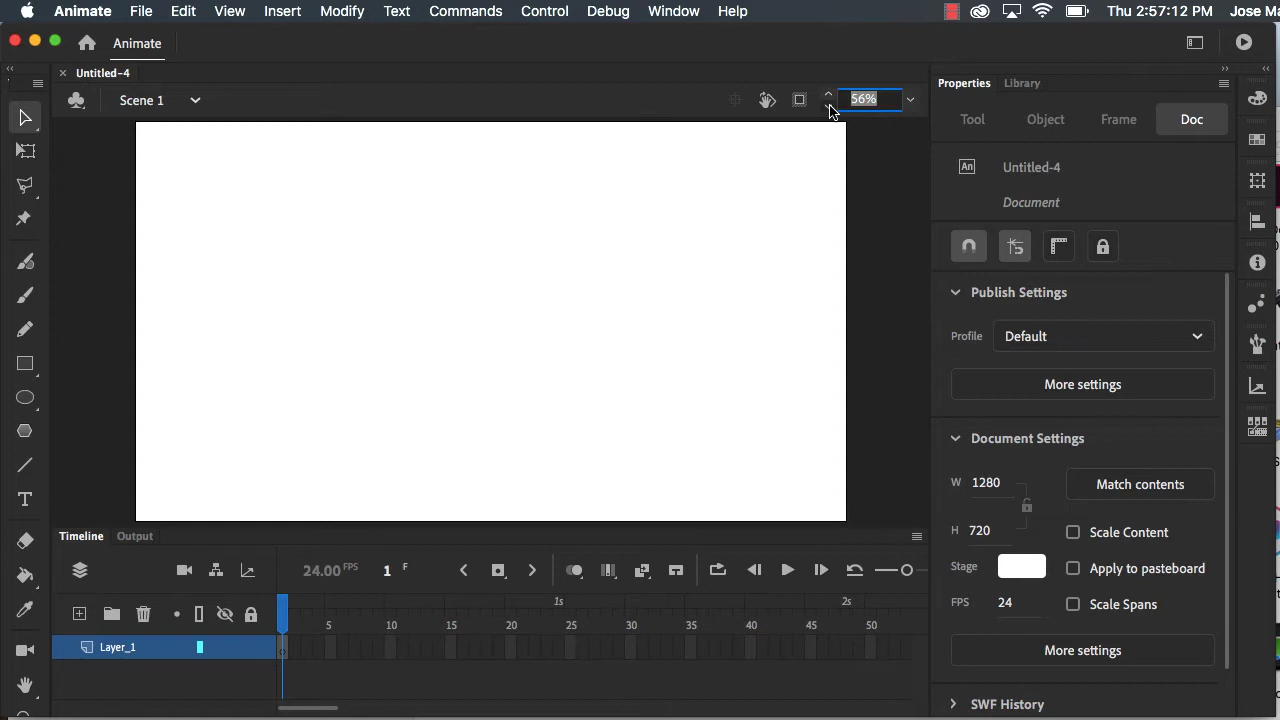 Animate File Edit View Insert Modify Text Commands Control Debug Window Help Thu 2:57:12 PM Jose Ma
Animate
Untitled-4
Scene 1 56%
Properties Library
Tool Object Frame Doc
An Untitled-4
Document
Publish Settings
Profile Default
More settings
Document Settings
W 1280 Match contents
H 720 Scale Content
Stage Apply to pasteboard
FPS 24 Scale Spans
More settings
SWF History
Timeline Output
24.00 FPS 1 F
1s 2s
5 10 15 20 25 30 35 40 45 50
Layer_1